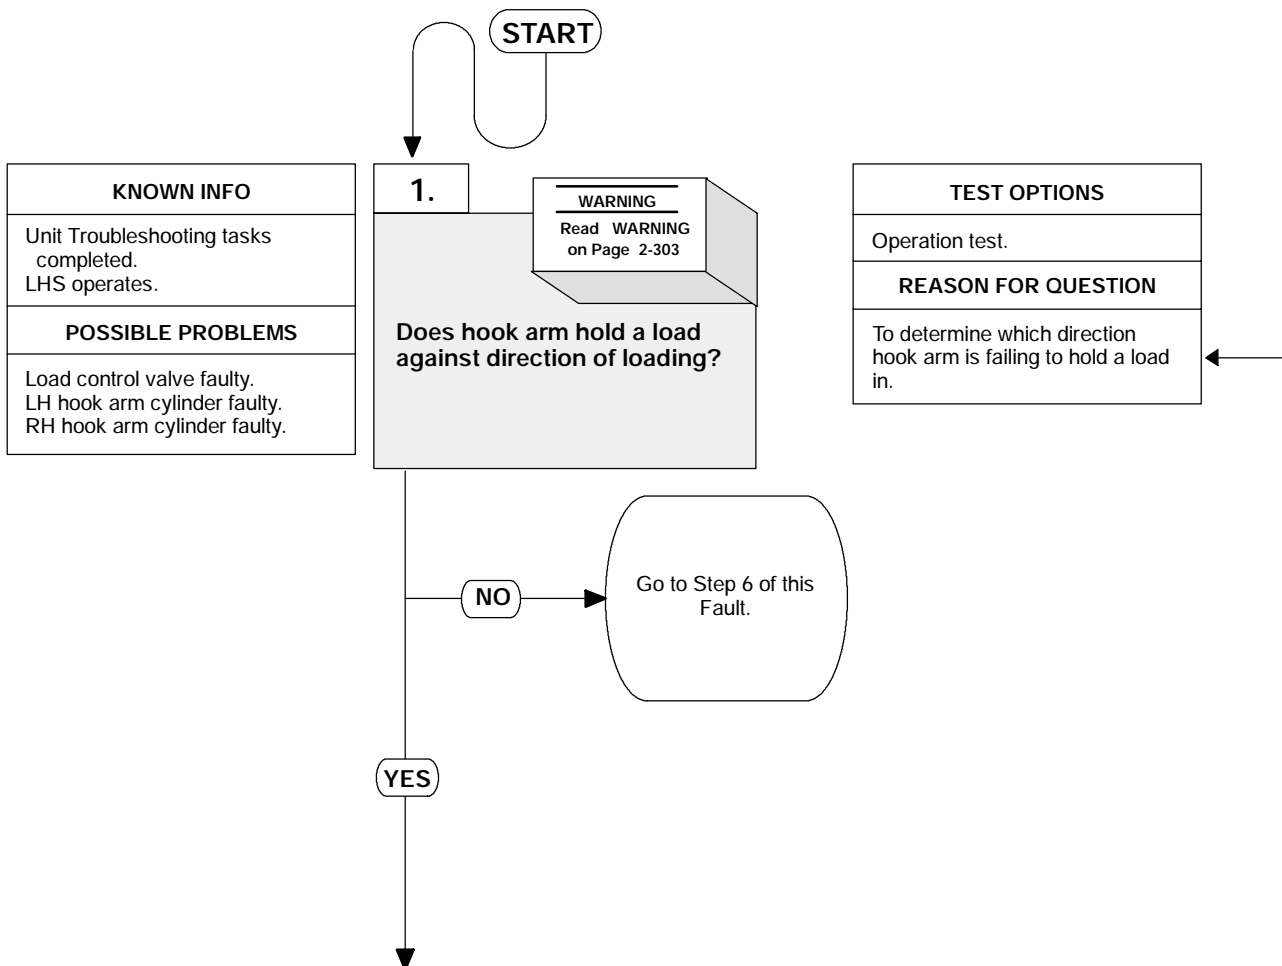 START
KNOWN INFO
Unit Troubleshooting tasks
completed.
LHS operates.
POSSIBLE PROBLEMS
Load control valve faulty.
LH hook arm cylinder faulty.
RH hook arm cylinder faulty.
1.
WARNING
Read WARNING
on Page 2-303
Does hook arm hold a load
against direction of loading?
TEST OPTIONS
Operation test.
REASON FOR QUESTION
To determine which direction
hook arm is failing to hold a load
in.
NO
Go to Step 6 of this
Fault.
YES